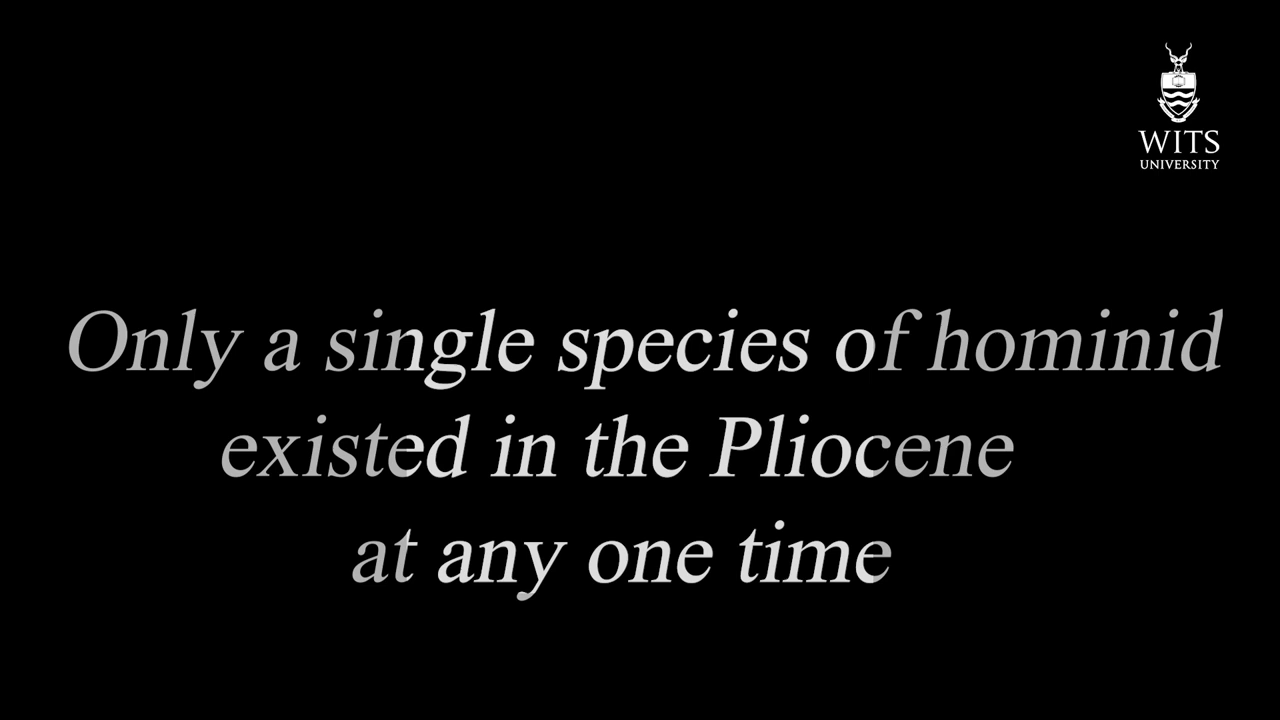 WITS
UNIVERSITY
Only a single species of hominid
existed in the Pliocene
at any one time